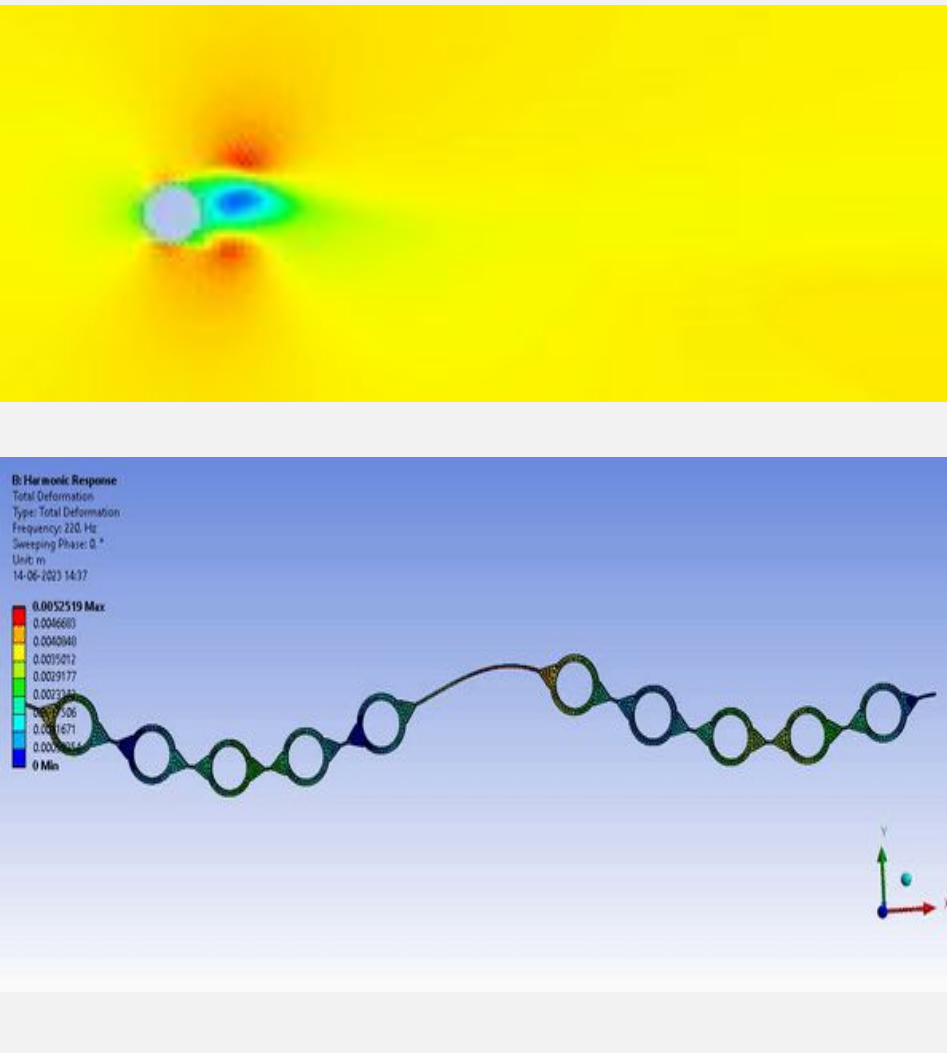 B: Harmonic Response
Total Deformation
Type: Total Deformation
Frequency: 220. Hz
Sweeping Phase: 0. °
Unit: m
14-06-2023 14:37
0.0052519 Max
0.0046683
0.0040848
0.0035012
0.0029177
0 Min
Y